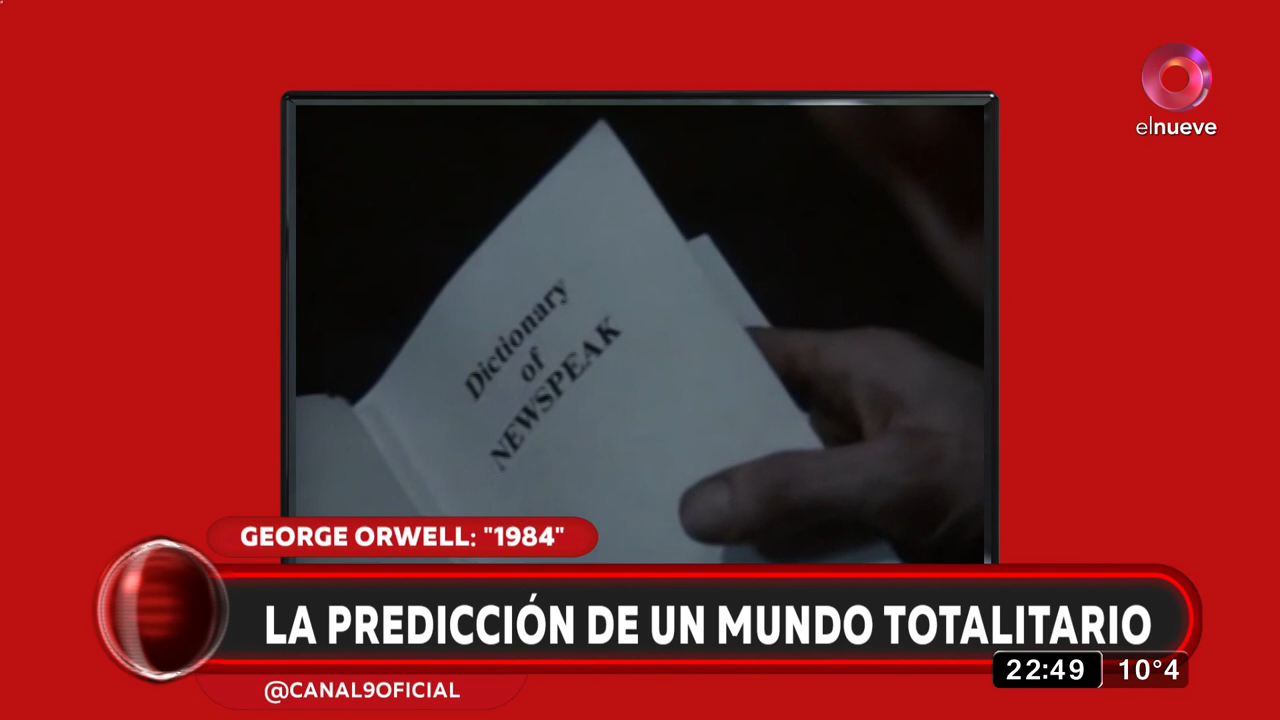 elnueve
Dictionary
of
NEWSPEAK
GEORGE ORWELL: "1984"
LA PREDICCIÓN DE UN MUNDO TOTALITARIO
22:49 10°4
@CANAL9OFICIAL